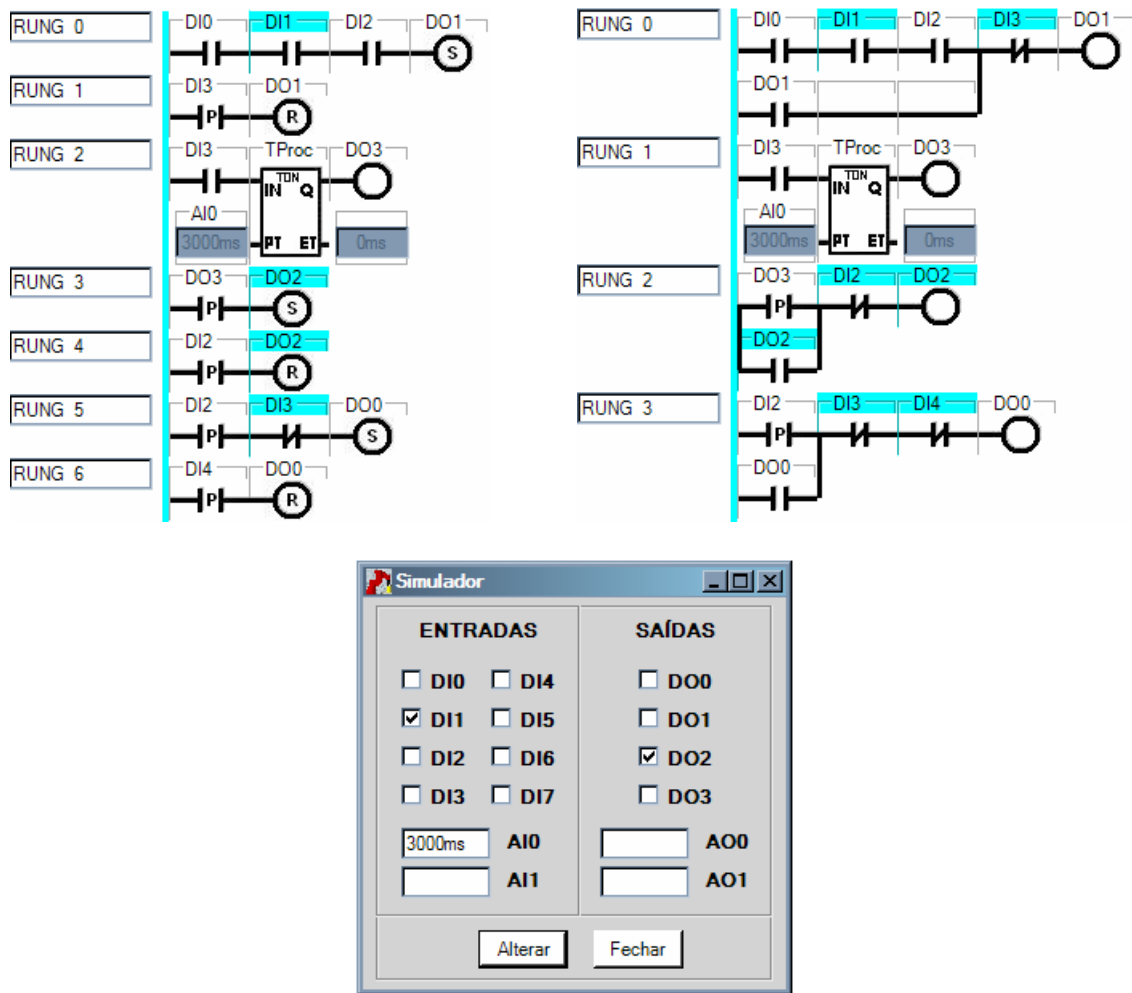 RUNG 0
DI0 DI1 DI2 DO1
S
RUNG 1
DI3 DO1
P R
RUNG 2
DI3 TProc DO3
TON
IN Q
AI0
3000ms PT ET 0ms
RUNG 3
DO3 DO2
P S
RUNG 4
DI2 DO2
P R
RUNG 5
DI2 DI3 DO0
P S
RUNG 6
DI4 DO0
P R
RUNG 0
DI0 DI1 DI2 DI3 DO1
DO1
RUNG 1
DI3 TProc DO3
TON
IN Q
AI0
3000ms PT ET 0ms
RUNG 2
DO3 DI2 DO2
P
DO2
RUNG 3
DI2 DI3 DI4 DO0
P
DO0
Simulador
ENTRADAS
DI0 DI4
DI1 DI5
DI2 DI6
DI3 DI7
3000ms AI0
AI1
SAÍDAS
DO0
DO1
DO2
DO3
AO0
AO1
Alterar Fechar